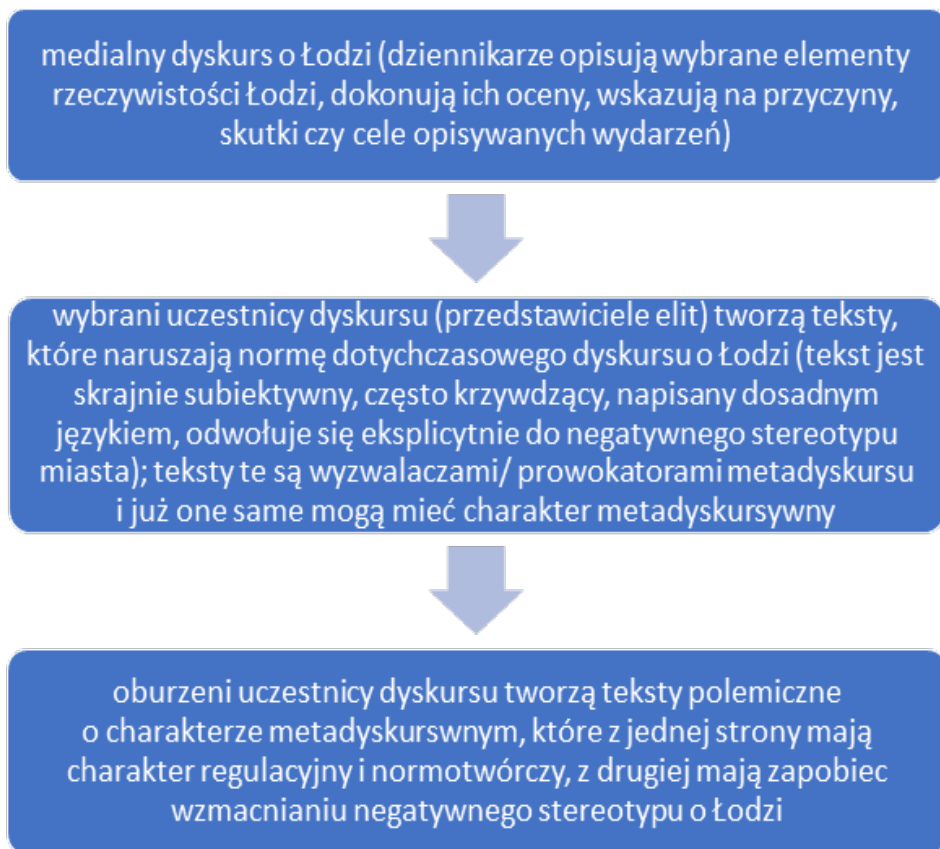 medialny dyskurs o Łodzi (dziennikarze opisują wybrane elementy
rzeczywistości Łodzi, dokonują ich oceny, wskazują na przyczyny,
skutki czy cele opisywanych wydarzeń)
wybrani uczestnicy dyskursu (przedstawiciele elit) tworzą teksty,
które naruszają normę dotychczasowego dyskursu o Łodzi (tekst jest
skrajnie subiektywny, często krzywdzący, napisany dosadnym
językiem, odwołuje się eksplicytnie do negatywnego stereotypu
miasta); teksty te są wyzwalaczami/ prowokatorami metadyskursu
i już one same mogą mieć charakter metadyskursywny
oburzeni uczestnicy dyskursu tworzą teksty polemiczne
o charakterze metadyskurswnym, które z jednej strony mają
charakter regulacyjny i normotwórczy, z drugiej mają zapobiec
wzmacnianiu negatywnego stereotypu o Łodzi